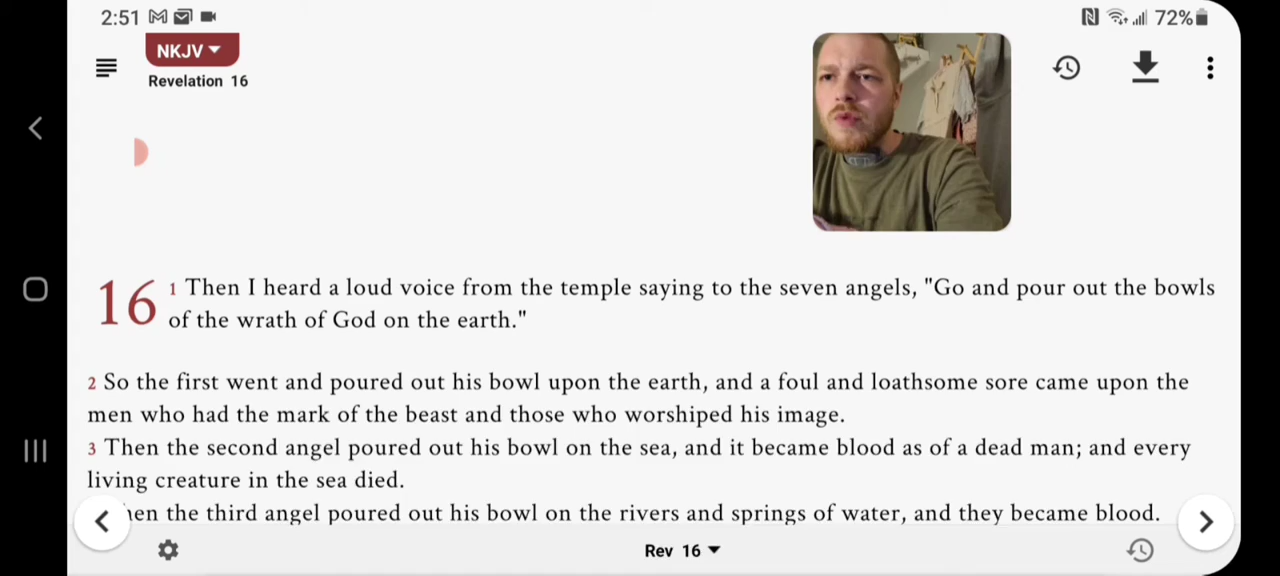 2:51
72%
NKJV
Revelation 16
16 1 Then I heard a loud voice from the temple saying to the seven angels, "Go and pour out the bowls
of the wrath of God on the earth."
2 So the first went and poured out his bowl upon the earth, and a foul and loathsome sore came upon the
men who had the mark of the beast and those who worshiped his image.
3 Then the second angel poured out his bowl on the sea, and it became blood as of a dead man; and every
living creature in the sea died.
hen the third angel poured out his bowl on the rivers and springs of water, and they became blood.
Rev 16